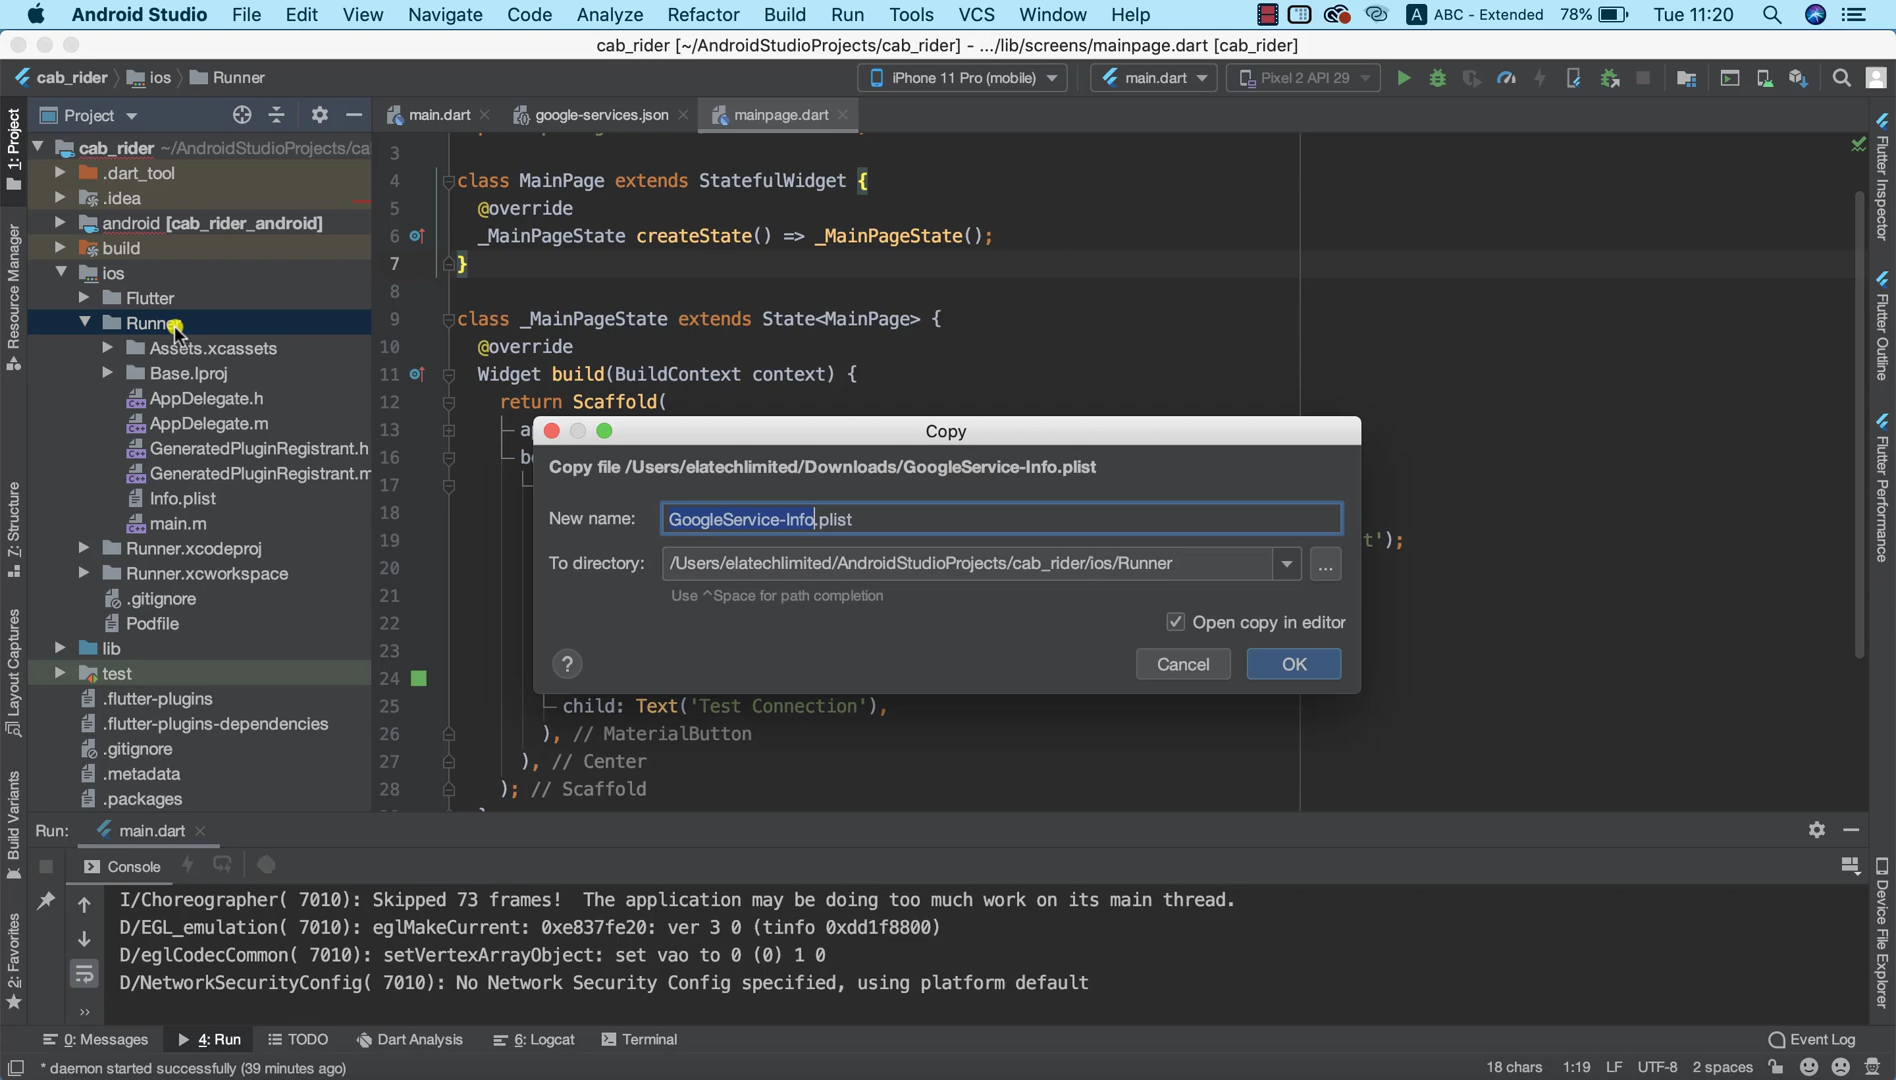 Android Studio File Edit View Navigate Code Analyze Refactor Build Run Tools VCS Window Help A ABC - Extended 78% Tue 11:20
cab_rider [~/AndroidStudioProjects/cab_rider] - .../lib/screens/mainpage.dart [cab_rider]
cab_rider ios Runner iPhone 11 Pro (mobile) main.dart Pixel 2 API 29
Project
main.dart google-services.json mainpage.dart
1: Project
Resource Manager
7: Structure
Layout Captures
Build Variants
2: Favorites
cab_rider ~/AndroidStudioProjects/ca
.dart_tool
.idea
android [cab_rider_android]
build
ios
Flutter
Runner
Assets.xcassets
Base.lproj
AppDelegate.h
AppDelegate.m
GeneratedPluginRegistrant.h
GeneratedPluginRegistrant.m
Info.plist
main.m
Runner.xcodeproj
Runner.xcworkspace
.gitignore
Podfile
lib
test
.flutter-plugins
.flutter-plugins-dependencies
.gitignore
.metadata
.packages
3
4 class MainPage extends StatefulWidget {
5 @override
6 _MainPageState createState() => _MainPageState();
7 }
8
9 class _MainPageState extends State<MainPage> {
10 @override
11 Widget build(BuildContext context) {
12 return Scaffold(
13 a
16 b
17
18
19 t');
20
21
22
23
24
25 child: Text('Test Connection'),
26 ), // MaterialButton
27 ), // Center
28 ); // Scaffold
Copy
Copy file /Users/elatechlimited/Downloads/GoogleService-Info.plist
New name: GoogleService-Info.plist
To directory: /Users/elatechlimited/AndroidStudioProjects/cab_rider/ios/Runner ...
Use ^Space for path completion
Open copy in editor
? Cancel OK
Flutter Inspector
Flutter Outline
Flutter Performance
Device File Explorer
Run: main.dart
Console
I/Choreographer( 7010): Skipped 73 frames!  The application may be doing too much work on its main thread.
D/EGL_emulation( 7010): eglMakeCurrent: 0xe837fe20: ver 3 0 (tinfo 0xdd1f8800)
D/eglCodecCommon( 7010): setVertexArrayObject: set vao to 0 (0) 1 0
D/NetworkSecurityConfig( 7010): No Network Security Config specified, using platform default
0: Messages 4: Run TODO Dart Analysis 6: Logcat Terminal Event Log
* daemon started successfully (39 minutes ago) 18 chars 1:19 LF UTF-8 2 spaces